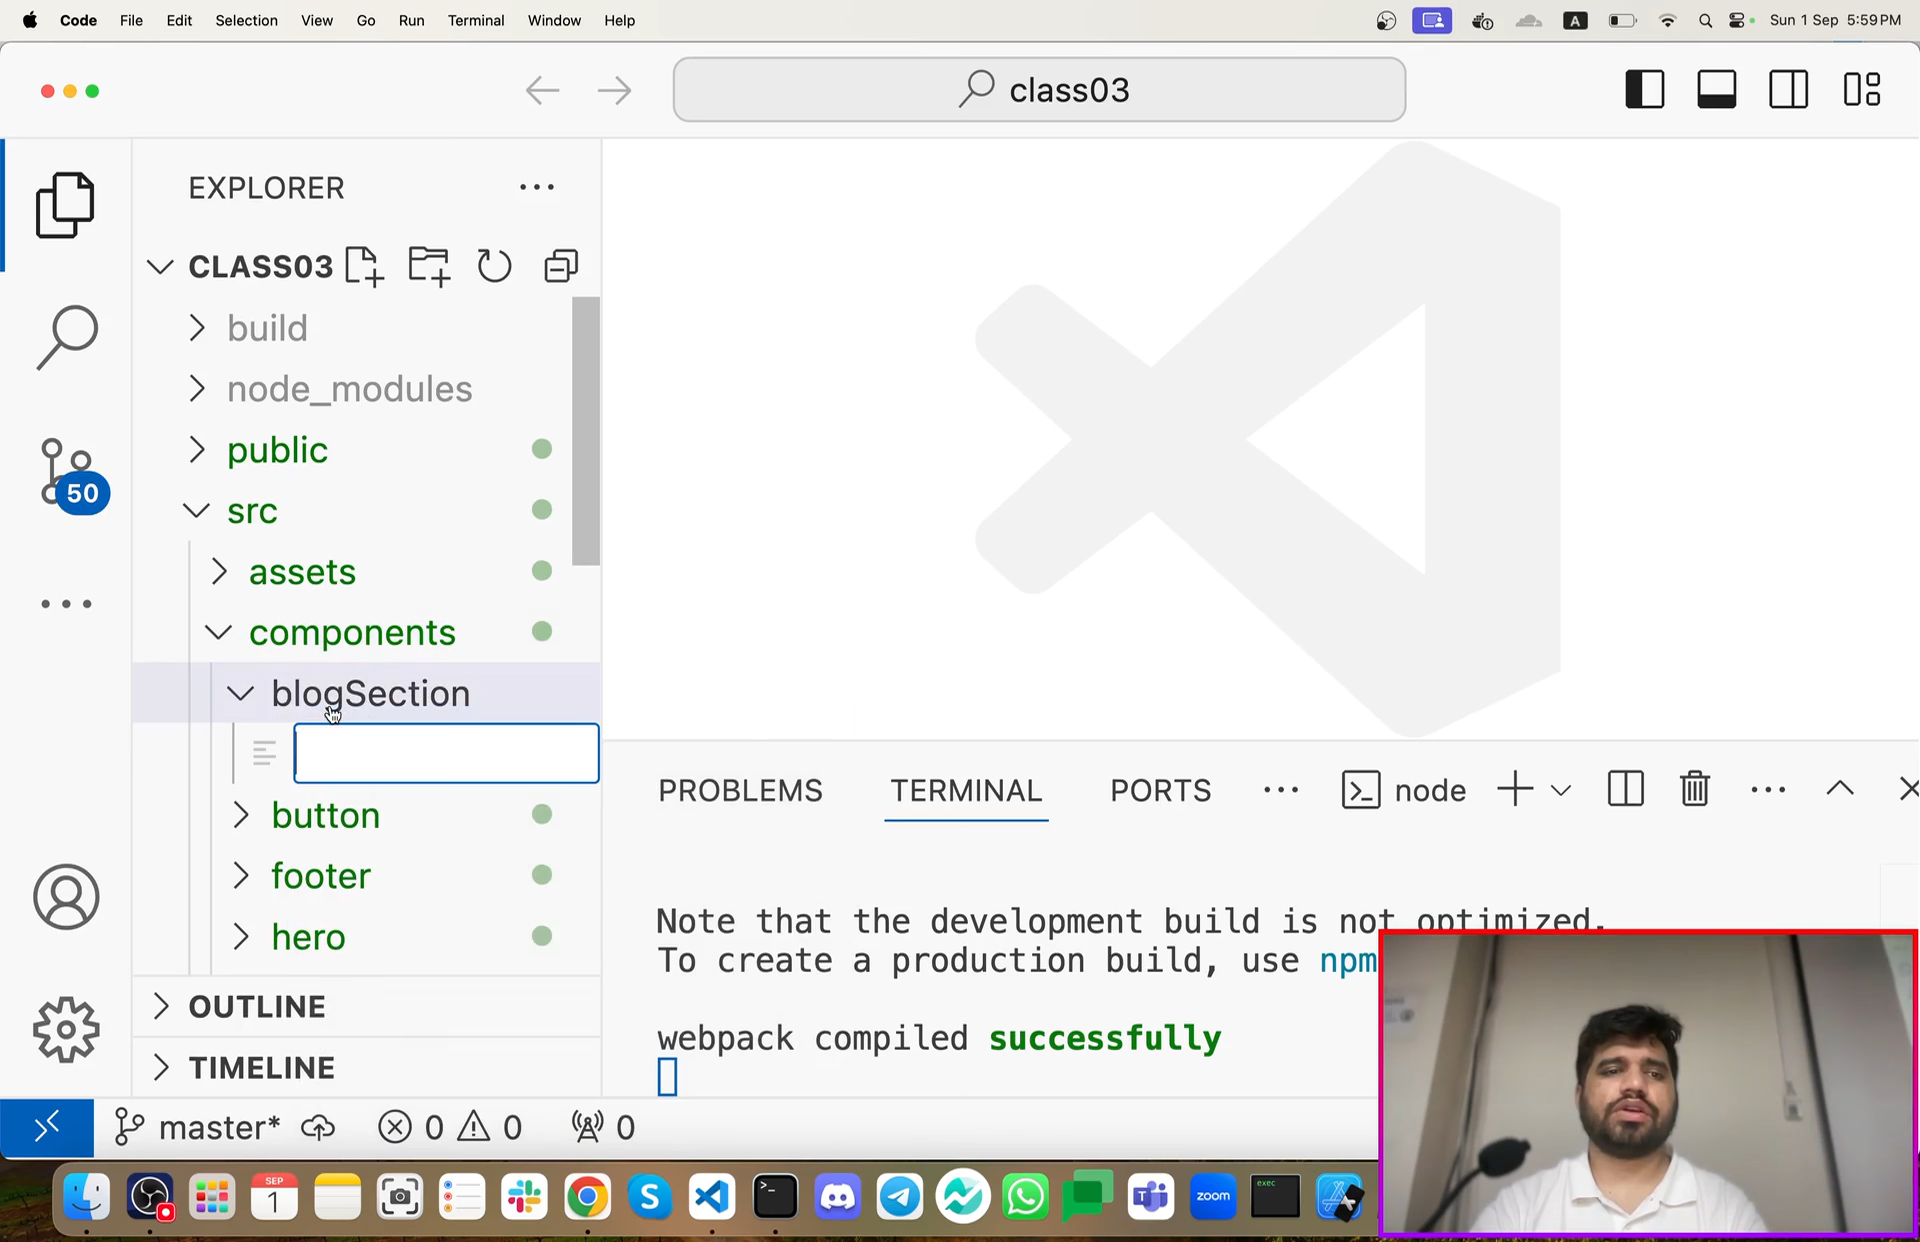 Code File Edit Selection View Go Run Terminal Window Help A Sun 1 Sep 5:59 PM
class03
EXPLORER
CLASS03
build
node_modules
public
50
src
assets
components
blogSection
button
footer
hero
OUTLINE
TIMELINE
PROBLEMS TERMINAL PORTS node
Note that the development build is not optimized.
To create a production build, use npm
webpack compiled successfully
master* 0 0 0
SEP
1
S
zoom
exec